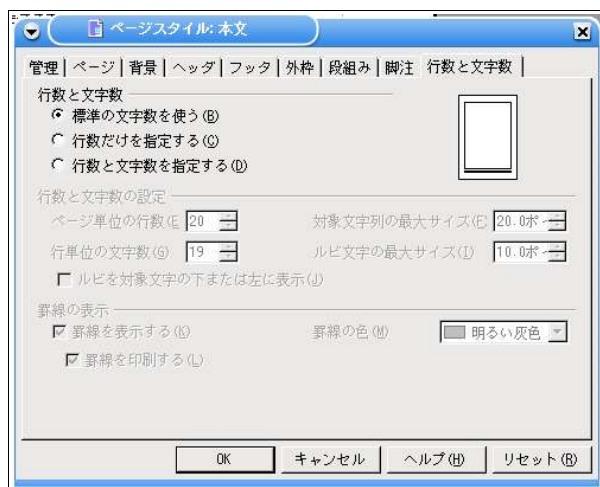 ページスタイル: 本文
管理 ページ 背景 ヘッダ フッタ 外枠 段組み 脚注 行数と文字数
行数と文字数
標準の文字数を使う(B)
行数だけを指定する(C)
行数と文字数を指定する(D)
行数と文字数の設定
ページ単位の行数(E 20 対象文字列の最大サイズ(F 20.0ポ
行単位の文字数(G) 19 ルビ文字の最大サイズ(I) 10.0ポ
ルビを対象文字の下または左に表示(J)
罫線の表示
罫線を表示する(K) 罫線の色(M) 明るい灰色
罫線を印刷する(L)
OK キャンセル ヘルプ(H) リセット(R)